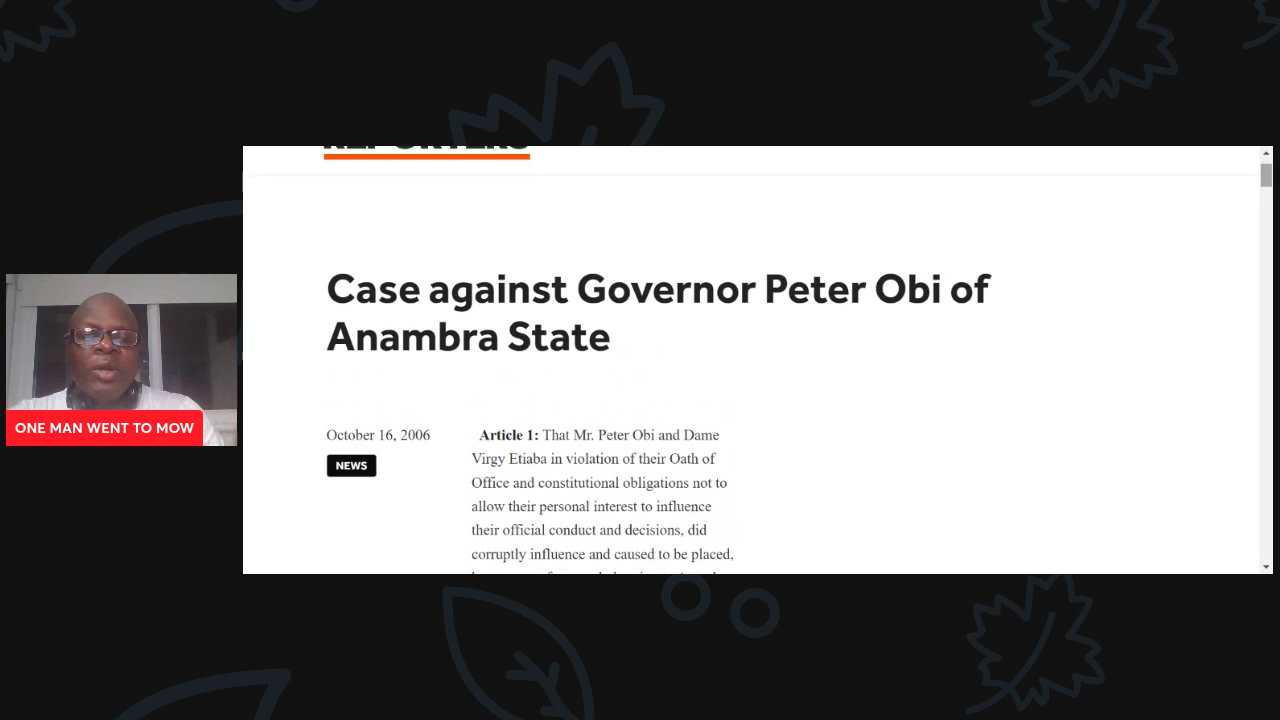 REPORTERS
Case against Governor Peter Obi of
Anambra State
October 16, 2006
NEWS
Article 1: That Mr. Peter Obi and Dame
Virgy Etiaba in violation of their Oath of
Office and constitutional obligations not to
allow their personal interest to influence
their official conduct and decisions, did
corruptly influence and caused to be placed,
ONE MAN WENT TO MOW